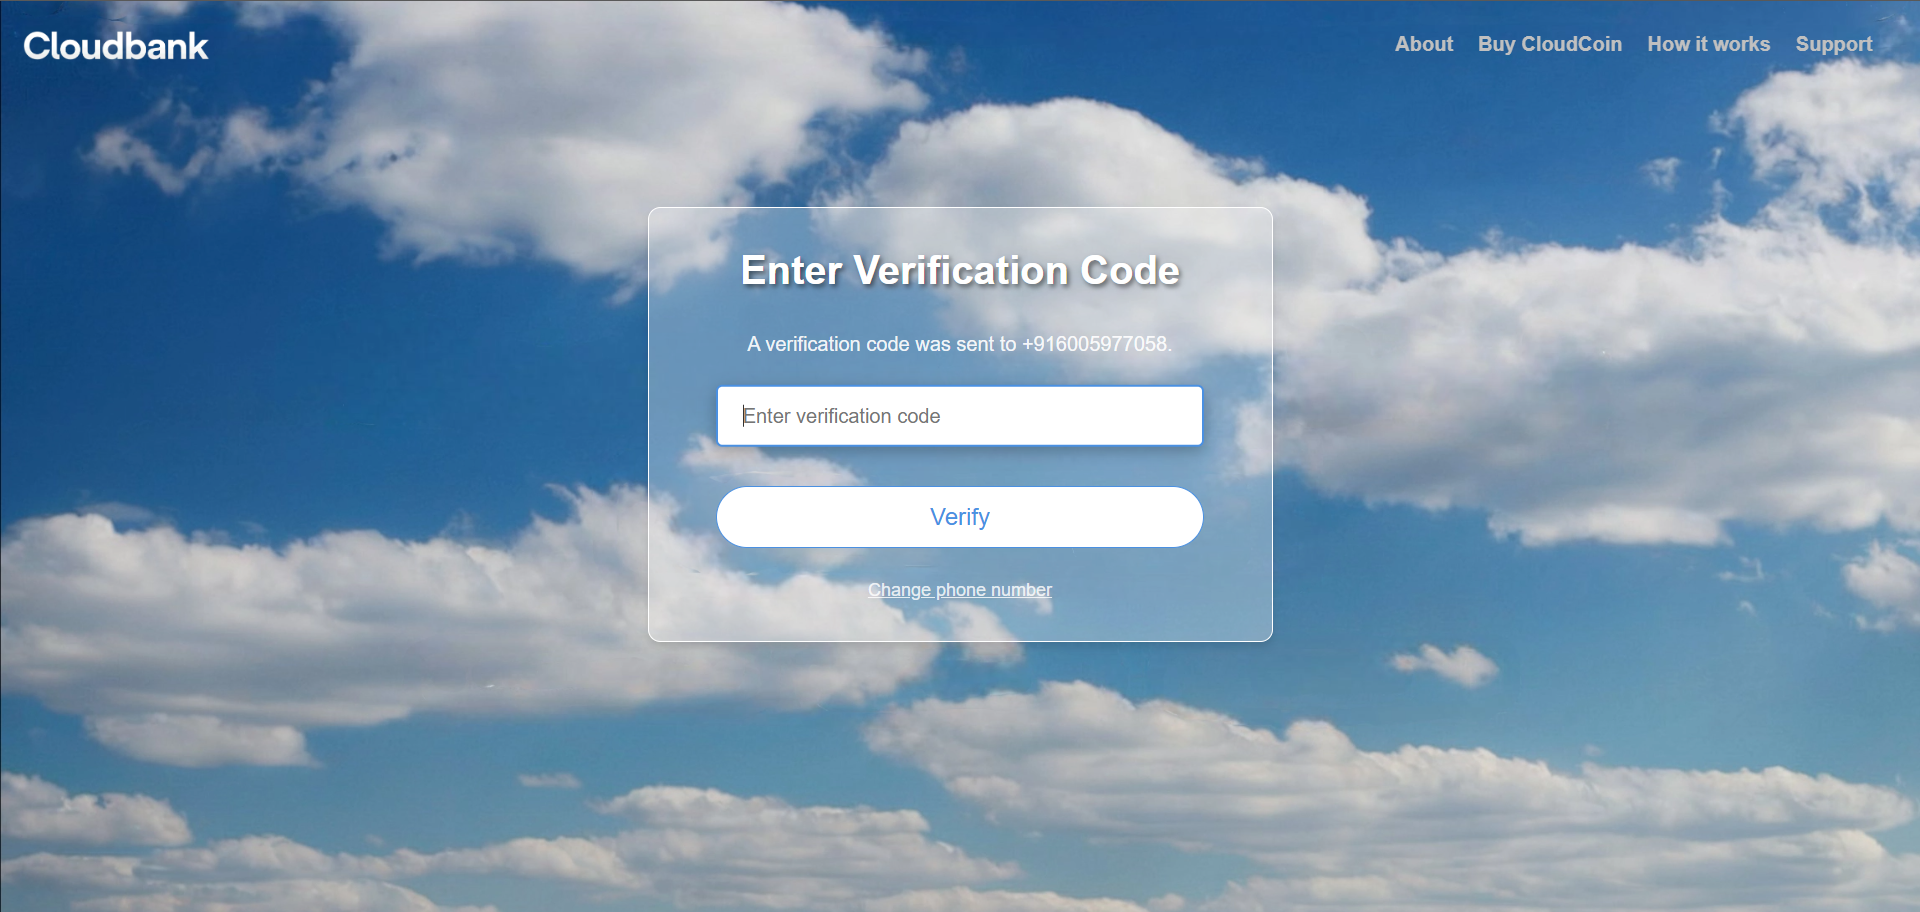 Cloudbank
About
Buy CloudCoin
How it works
Support
Enter Verification Code
A verification code was sent to +916005977058.
Enter verification code
Verify
Change phone number